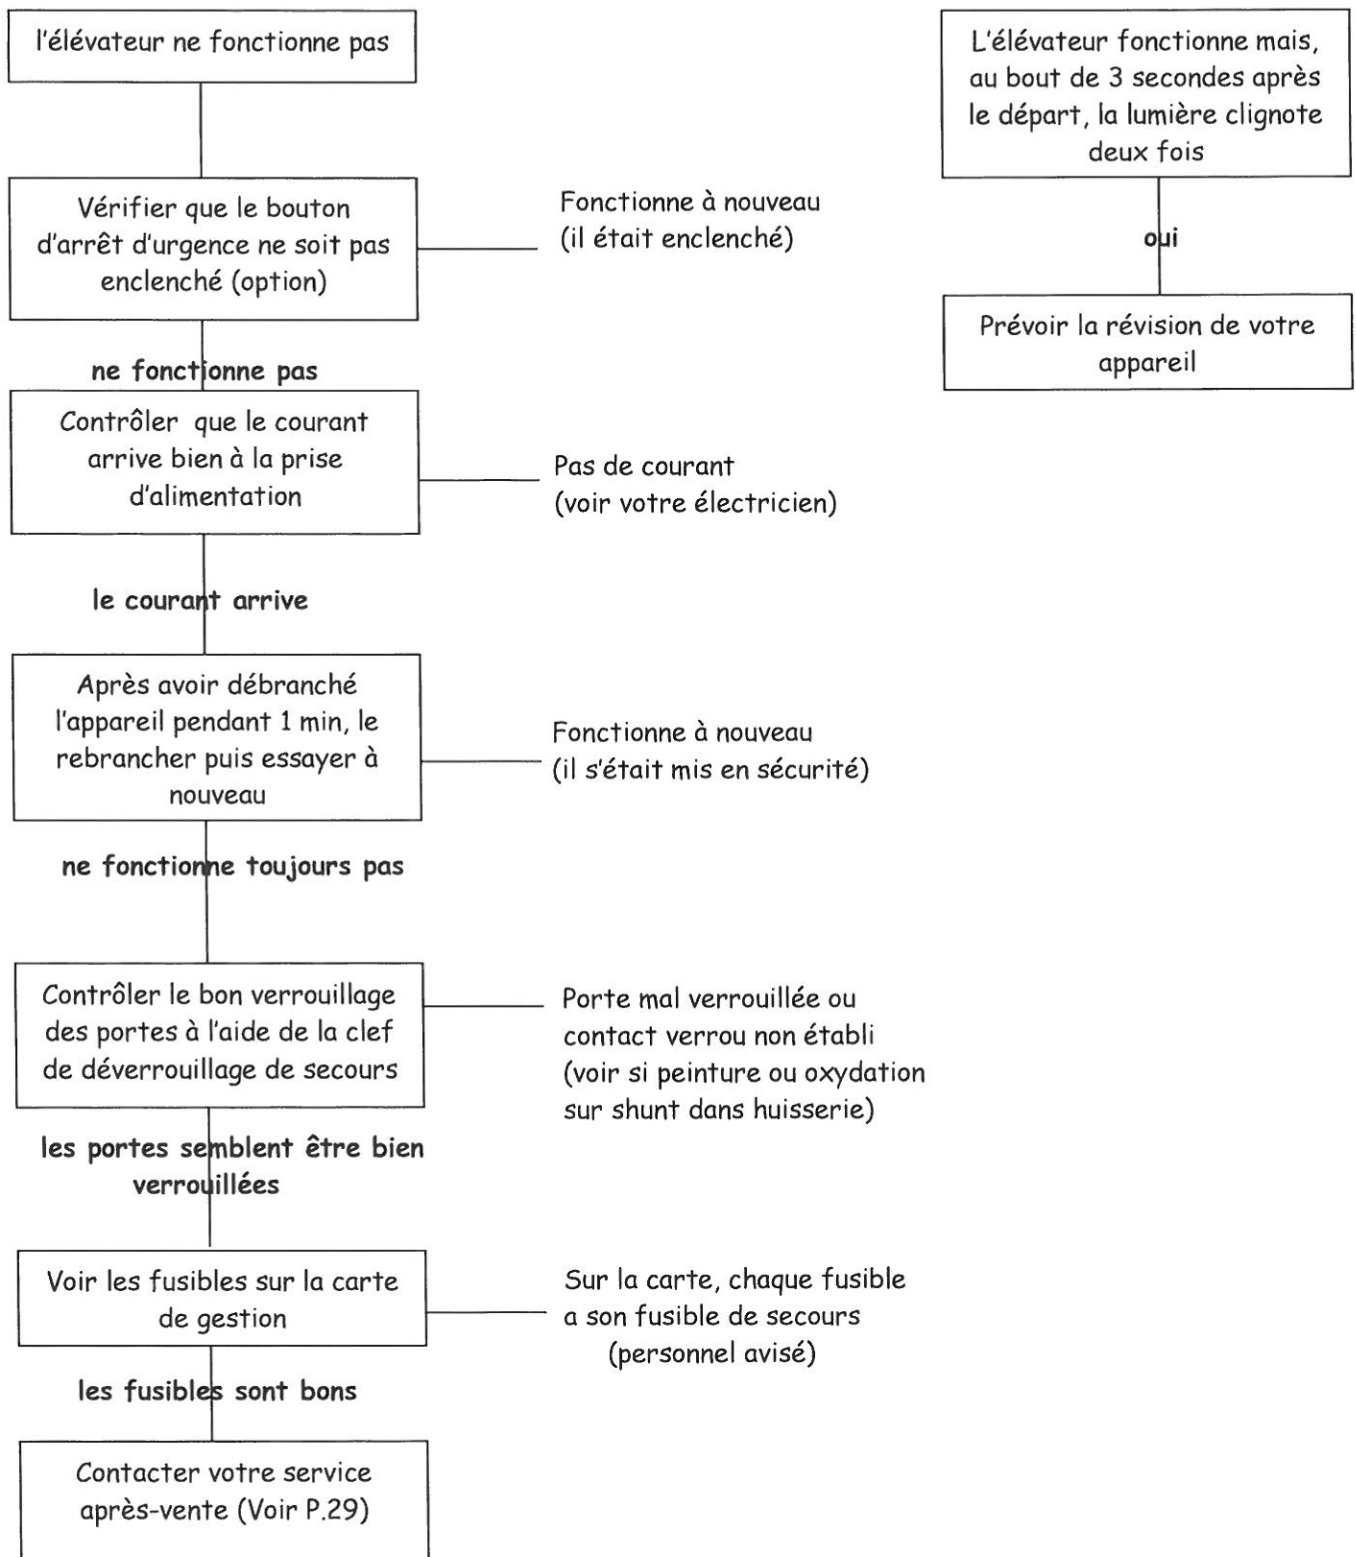 l'élévateur ne fonctionne pas
Vérifier que le bouton
d'arrêt d'urgence ne soit pas
enclenché (option)
Fonctionne à nouveau
(il était enclenché)
ne fonctionne pas
Contrôler que le courant
arrive bien à la prise
d'alimentation
Pas de courant
(voir votre électricien)
le courant arrive
Après avoir débranché
l'appareil pendant 1 min, le
rebrancher puis essayer à
nouveau
Fonctionne à nouveau
(il s'était mis en sécurité)
ne fonctionne toujours pas
Contrôler le bon verrouillage
des portes à l'aide de la clef
de déverrouillage de secours
Porte mal verrouillée ou
contact verrou non établi
(voir si peinture ou oxydation
sur shunt dans huisserie)
les portes semblent être bien
verrouillées
Voir les fusibles sur la carte
de gestion
Sur la carte, chaque fusible
a son fusible de secours
(personnel avisé)
les fusibles sont bons
Contacter votre service
après-vente (Voir P.29)
L'élévateur fonctionne mais,
au bout de 3 secondes après
le départ, la lumière clignote
deux fois
oui
Prévoir la révision de votre
appareil